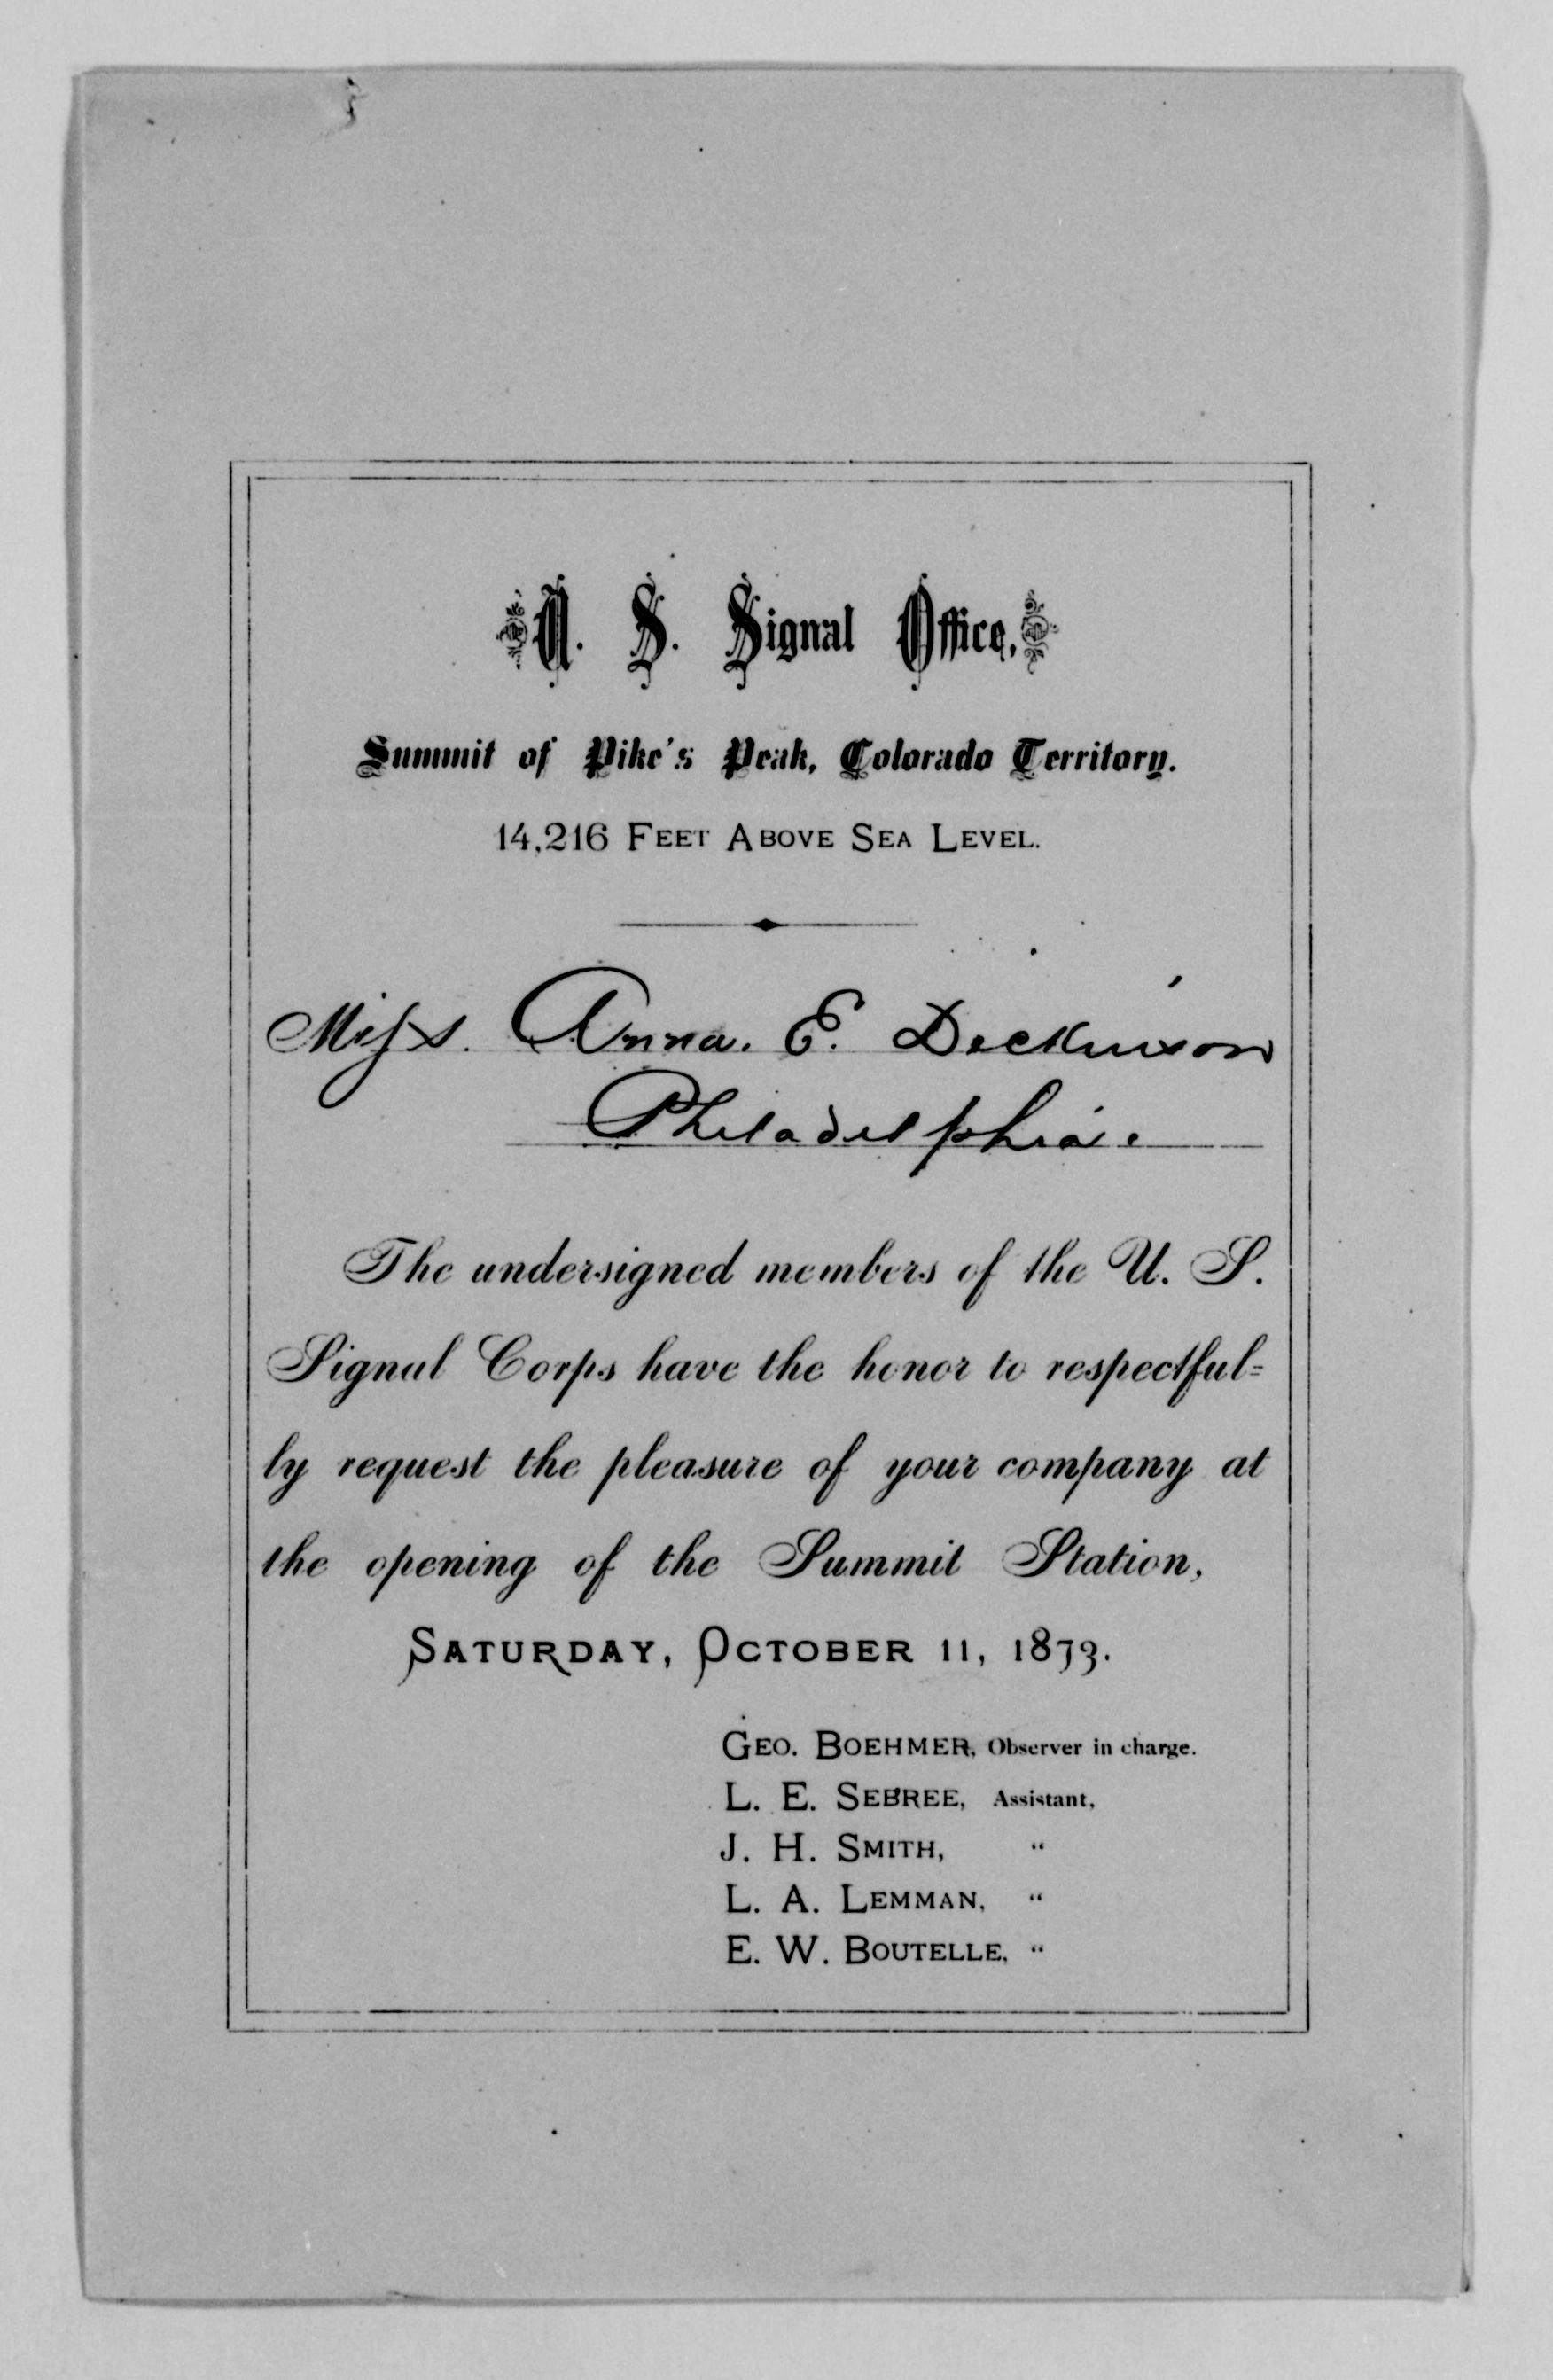 U. S. Signal Office,
Summit of Pike's Peak, Colorado Territory.
14,216 FEET ABOVE SEA LEVEL.
Miss. Anna. E. Dickinson
Philadelphia.
The undersigned members of the U. S.
Signal Corps have the honor to respectful=
ly request the pleasure of your company at
the opening of the Summit Station,
SATURDAY, OCTOBER 11, 1873.
GEO. BOEHMER, Observer in charge.
L. E. SEBREE, Assistant,
J. H. SMITH, "
L. A. LEMMAN, "
E. W. BOUTELLE, "